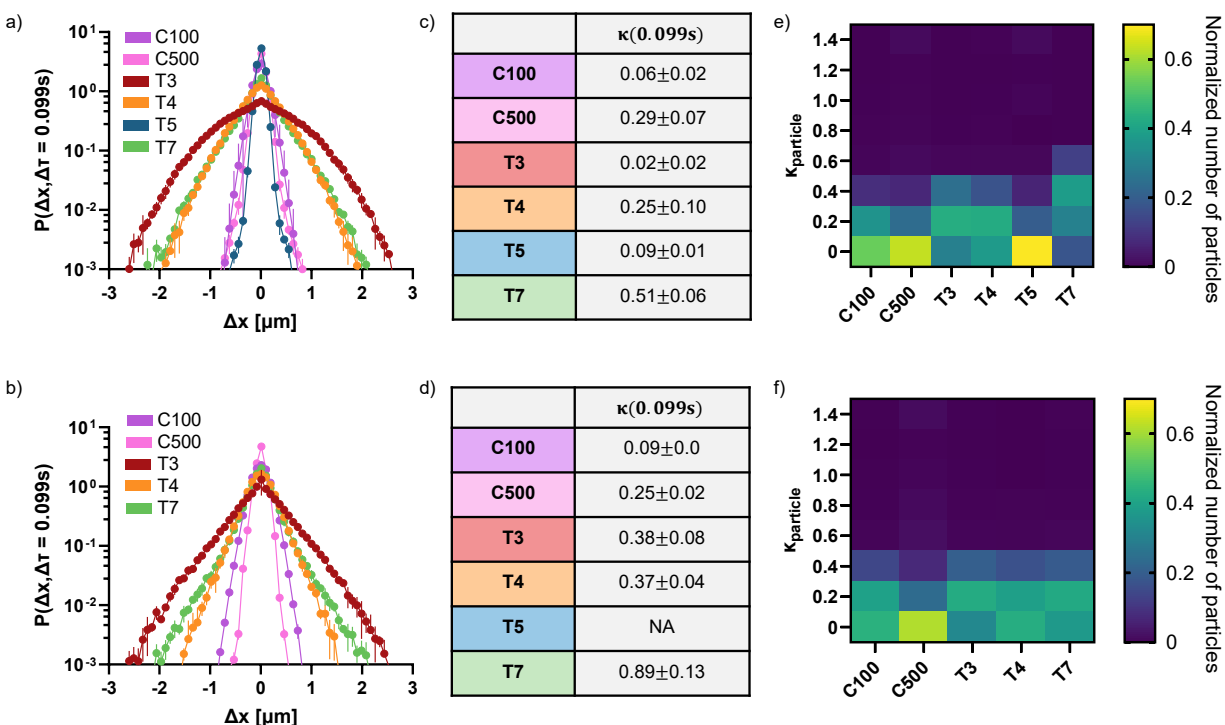 a)
P(Δx,Δτ = 0.099s)
10¹
10⁰
10⁻¹
10⁻²
10⁻³
C100
C500
T3
T4
T5
T7
-3 -2 -1 0 1 2 3
Δx [μm]
c)
κ(0.099s)
C100 0.06±0.02
C500 0.29±0.07
T3 0.02±0.02
T4 0.25±0.10
T5 0.09±0.01
T7 0.51±0.06
e)
κparticle
1.4
1.2
1.0
0.8
0.6
0.4
0.2
0
C100 C500 T3 T4 T5 T7
0.6
0.4
0.2
0
Normalized number of particles
b)
P(Δx,Δτ = 0.099s)
10¹
10⁰
10⁻¹
10⁻²
10⁻³
C100
C500
T3
T4
T7
-3 -2 -1 0 1 2 3
Δx [μm]
d)
κ(0.099s)
C100 0.09±0.0
C500 0.25±0.02
T3 0.38±0.08
T4 0.37±0.04
T5 NA
T7 0.89±0.13
f)
κparticle
1.4
1.2
1.0
0.8
0.6
0.4
0.2
0
C100 C500 T3 T4 T7
0.6
0.4
0.2
0
Normalized number of particles